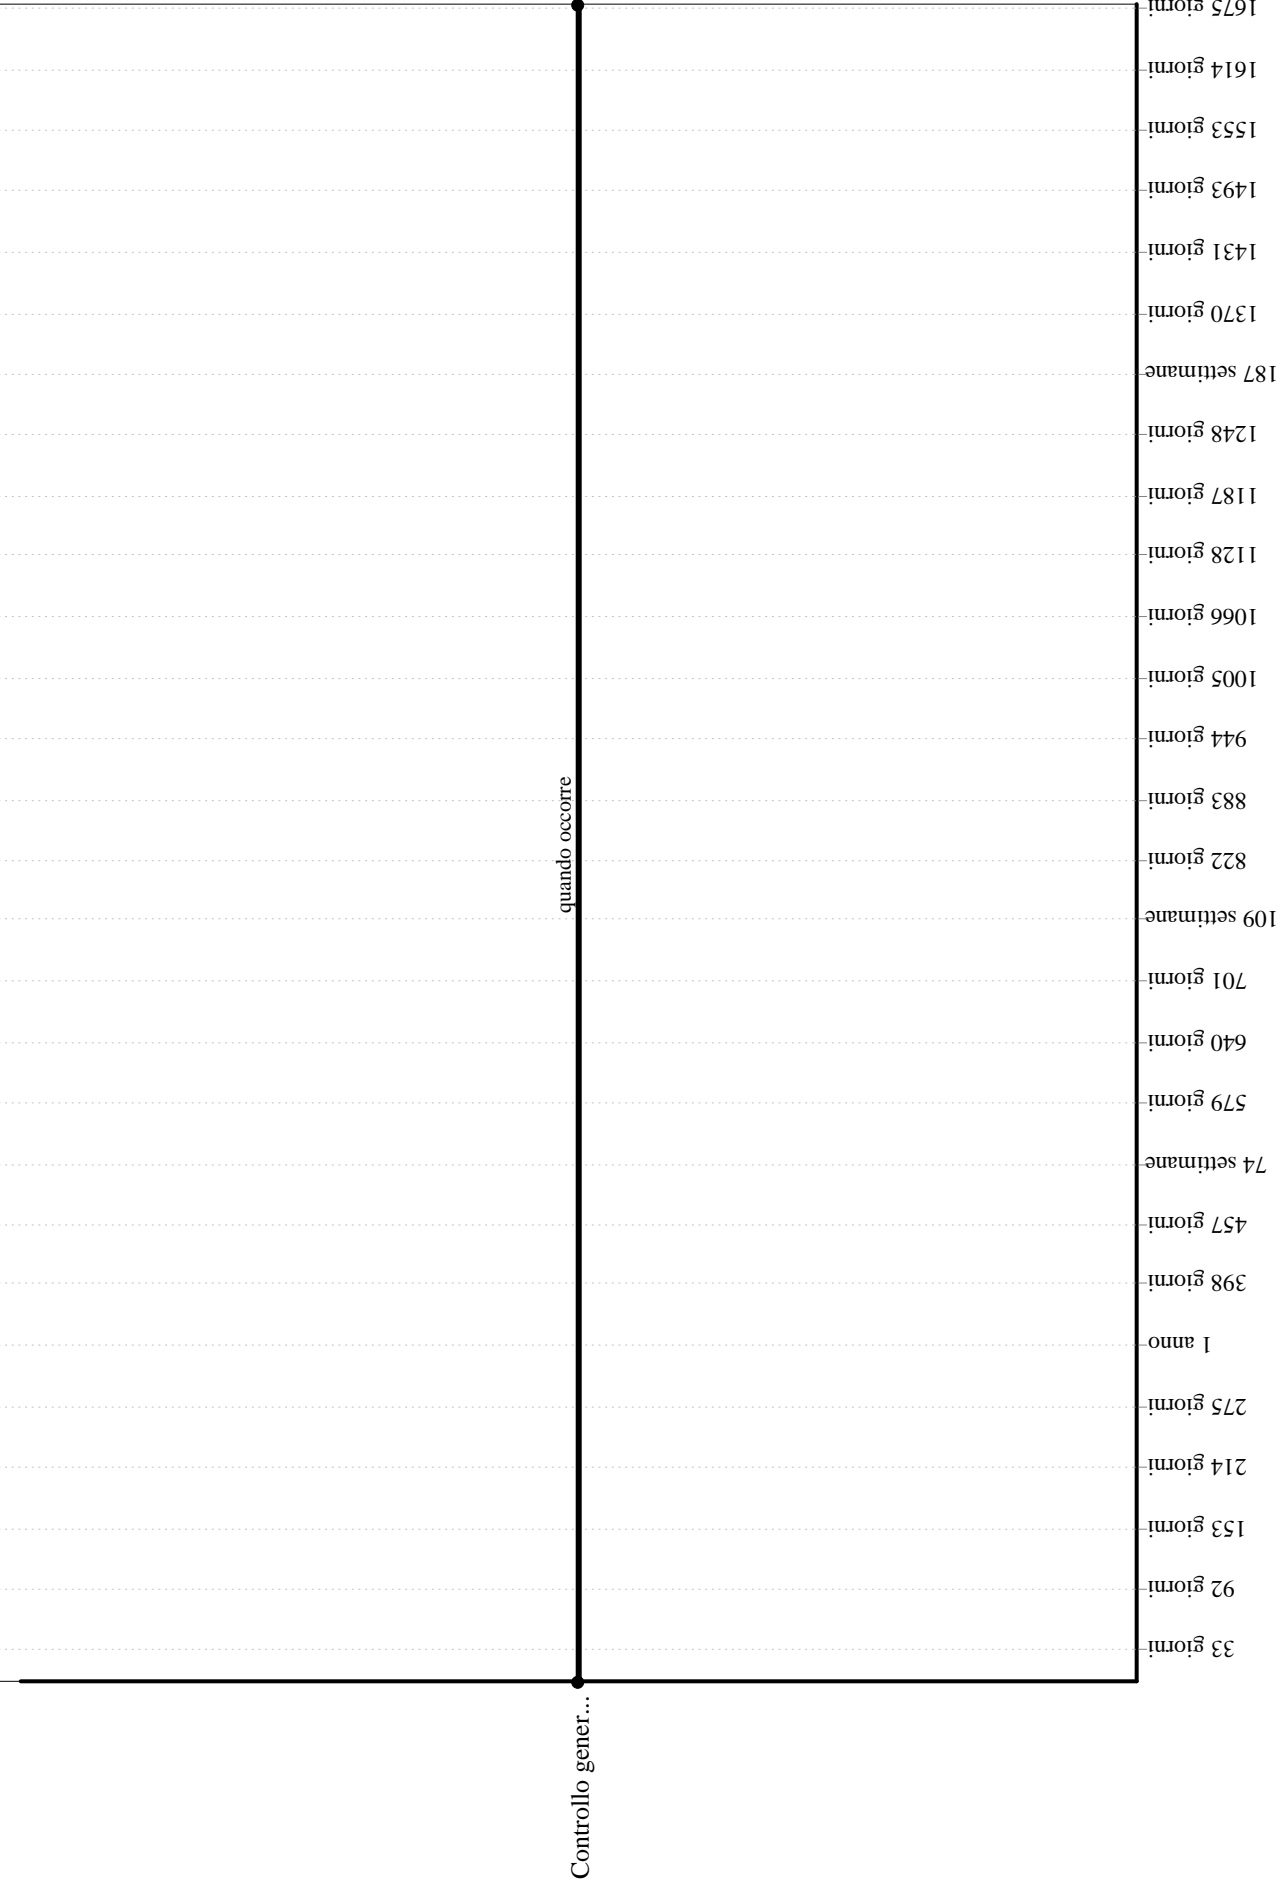 1675 giorni
1614 giorni
1553 giorni
1493 giorni
1431 giorni
1370 giorni
187 settimane
1248 giorni
1187 giorni
1128 giorni
1066 giorni
1005 giorni
944 giorni
883 giorni
822 giorni
109 settimane
701 giorni
640 giorni
579 giorni
74 settimane
457 giorni
398 giorni
1 anno
275 giorni
214 giorni
153 giorni
92 giorni
33 giorni
quando occorre
Controllo gener...